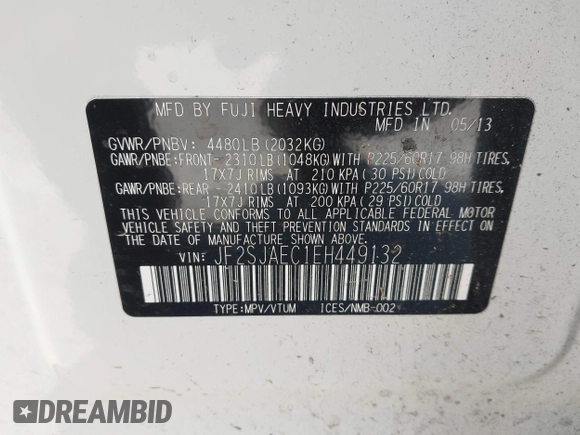 MFD BY FUJI HEAVY INDUSTRIES LTD.
MFD IN 05/13
GVWR/PNBV: 4480LB (2032KG)
GAWR/PNBE:FRONT- 2310LB (1048KG) WITH P225/60R17 98H TIRES,
17X7J RIMS AT 210 KPA (30 PSI) COLD
GAWR/PNBE:REAR - 2410LB (1093KG) WITH P225/60R17 98H TIRES,
17X7J RIMS AT 200 KPA (29 PSI) COLD
THIS VEHICLE CONFORMS TO ALL APPLICABLE FEDERAL MOTOR
VEHICLE SAFETY AND THEFT PREVENTION STANDARDS IN EFFECT ON
THE DATE OF MANUFACTURE SHOWN ABOVE.
VIN: JF2SJAEC1EH449132
TYPE:MPV/VTUM ICES/NMB-002
DREAMBID